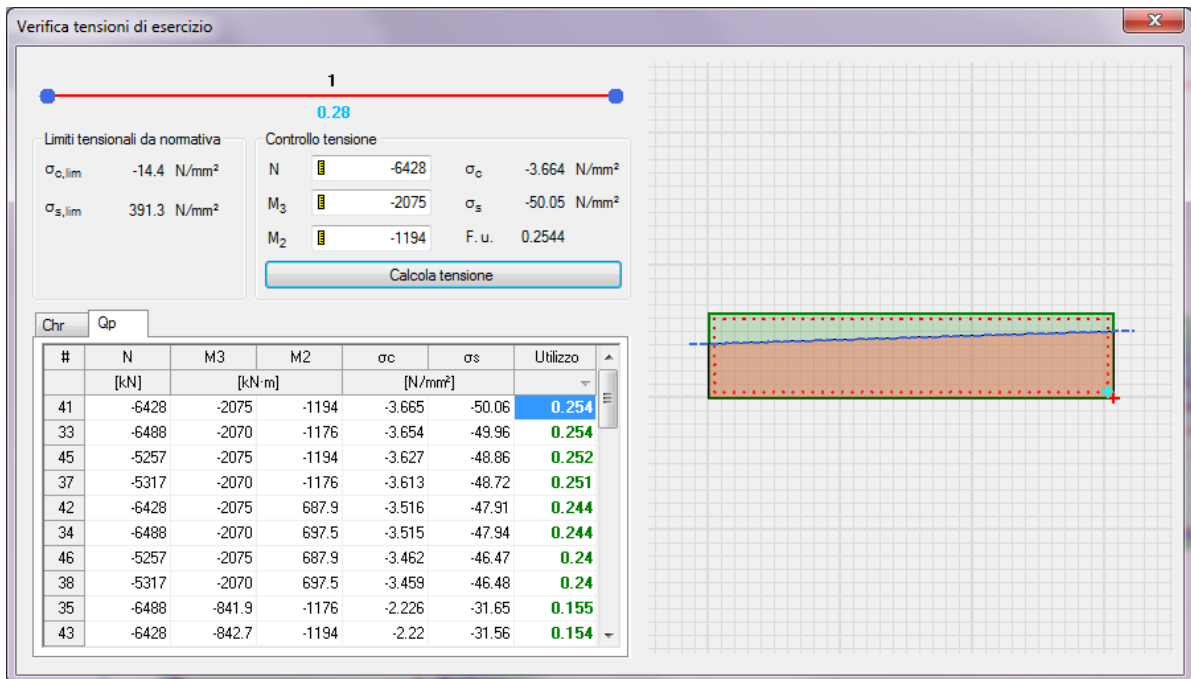 Verifica tensioni di esercizio
x
1
0.28
Limiti tensionali da normativa
σc,lim -14.4 N/mm²
σs,lim 391.3 N/mm²
Controllo tensione
N -6428 σc -3.664 N/mm²
M3 -2075 σs -50.05 N/mm²
M2 -1194 F. u. 0.2544
Calcola tensione
Chr Qp
# N M3 M2 σc σs Utilizzo
[kN] [kN·m] [N/mm²]
41 -6428 -2075 -1194 -3.665 -50.06 0.254
33 -6488 -2070 -1176 -3.654 -49.96 0.254
45 -5257 -2075 -1194 -3.627 -48.86 0.252
37 -5317 -2070 -1176 -3.613 -48.72 0.251
42 -6428 -2075 687.9 -3.516 -47.91 0.244
34 -6488 -2070 697.5 -3.515 -47.94 0.244
46 -5257 -2075 687.9 -3.462 -46.47 0.24
38 -5317 -2070 697.5 -3.459 -46.48 0.24
35 -6488 -841.9 -1176 -2.226 -31.65 0.155
43 -6428 -842.7 -1194 -2.22 -31.56 0.154